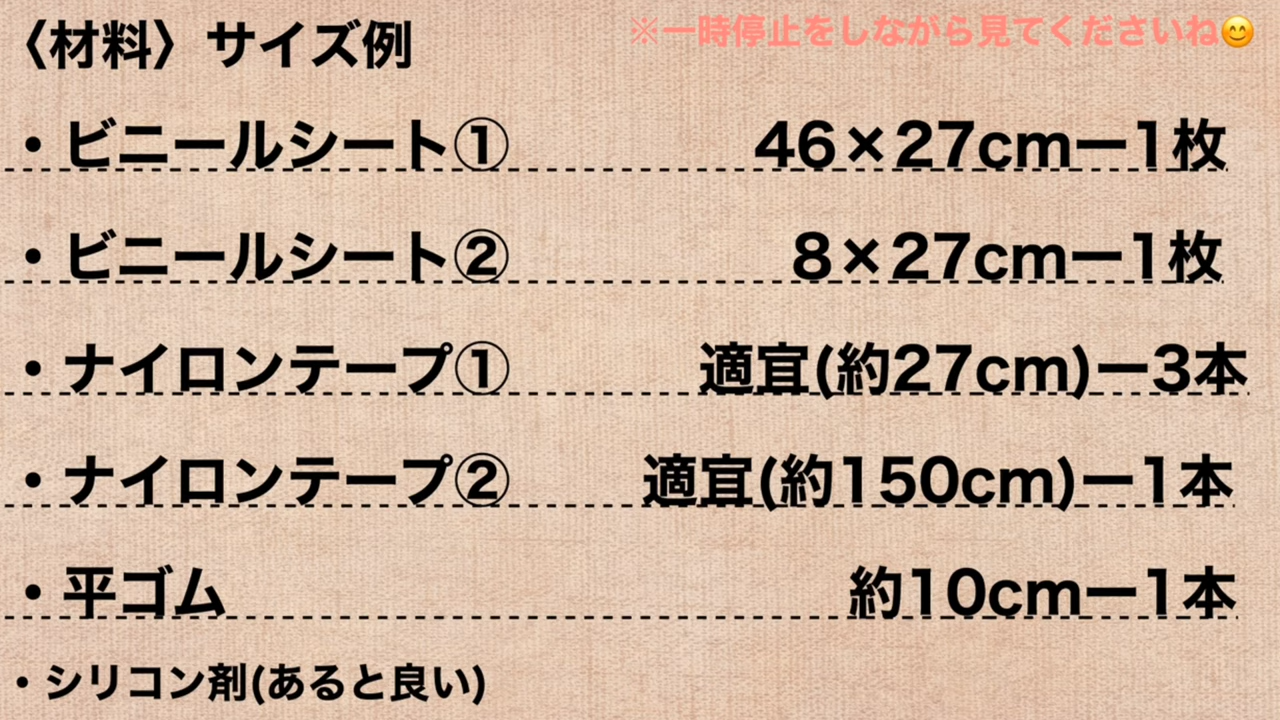 〈材料〉サイズ例
※一時停止をしながら見てくださいね😊
・ビニールシート① 46×27cmー1枚
・ビニールシート② 8×27cmー1枚
・ナイロンテープ① 適宜(約27cm)ー3本
・ナイロンテープ② 適宜(約150cm)ー1本
・平ゴム 約10cmー1本
・シリコン剤(あると良い)